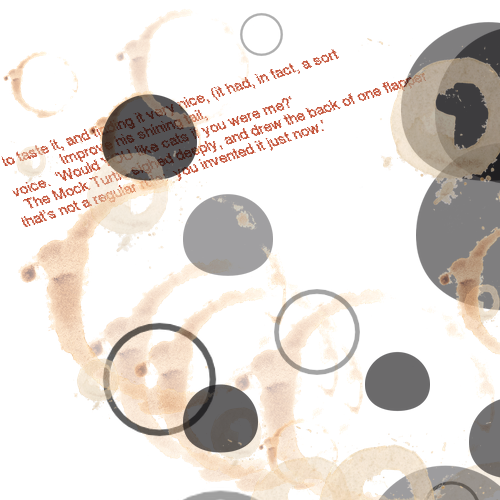 to taste it, and finding it very nice, (it had, in fact, a sort
Improve his shining tail,
voice. 'Would you like cats if you were me?'
The Mock Turtle sighed deeply, and drew the back of one flapper
that's not a regular rule: you invented it just now.'